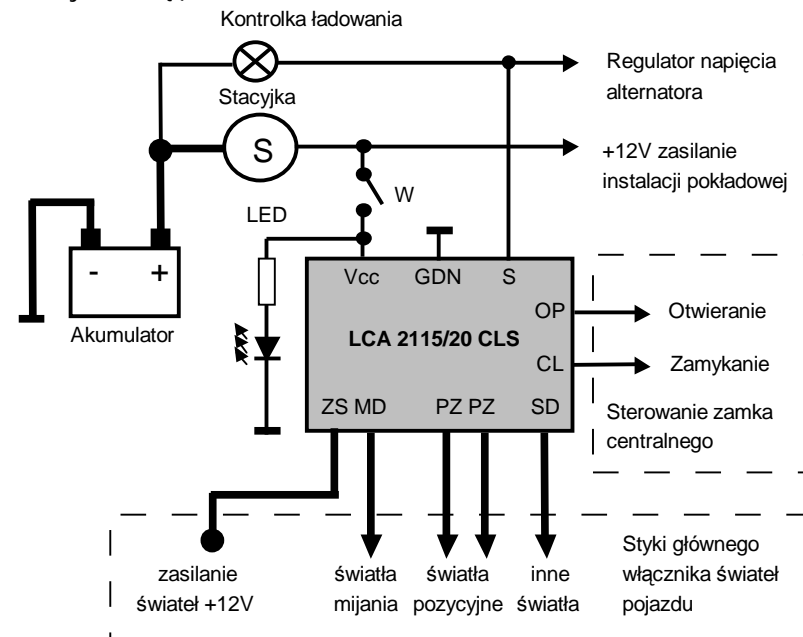 Kontrolka ładowania
Regulator napięcia
alternatora
Stacyjka
S
+12V zasilanie
instalacji pokładowej
W
LED
- +
Akumulator
Vcc GDN S
OP
Otwieranie
LCA 2115/20 CLS
CL
Zamykanie
ZS MD PZ PZ SD
Sterowanie zamka
centralnego
zasilanie
świateł +12V
światła
mijania
światła
pozycyjne
inne
światła
Styki głównego
włącznika świateł
pojazdu